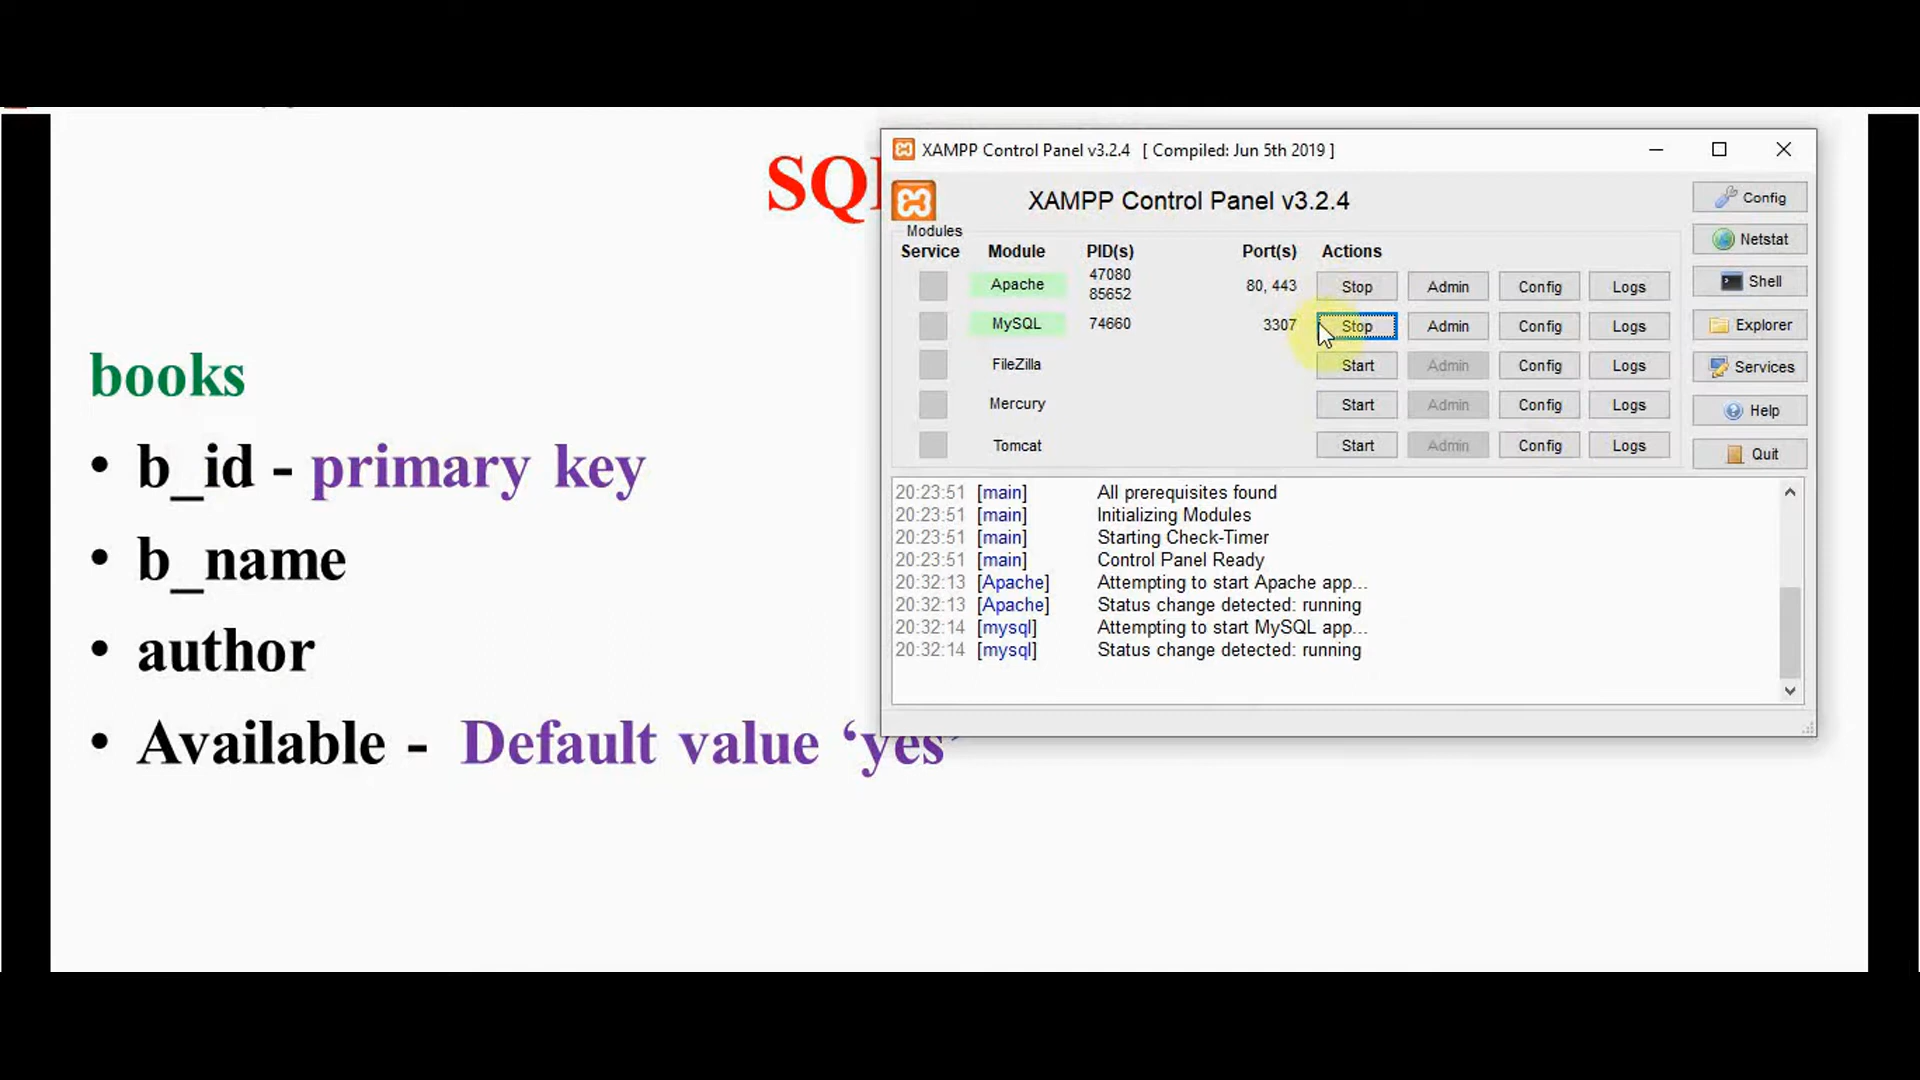 SQ
books
• b_id - primary key
• b_name
• author
• Available - Default value ‘yes’
XAMPP Control Panel v3.2.4 [ Compiled: Jun 5th 2019 ]
XAMPP Control Panel v3.2.4
Config
Modules
Service Module PID(s) Port(s) Actions
Netstat
Apache 47080 85652 80, 443 Stop Admin Config Logs
Shell
MySQL 74660 3307 Stop Admin Config Logs
Explorer
FileZilla Start Admin Config Logs
Services
Mercury Start Admin Config Logs
Help
Tomcat Start Admin Config Logs
Quit
20:23:51 [main] All prerequisites found
20:23:51 [main] Initializing Modules
20:23:51 [main] Starting Check-Timer
20:23:51 [main] Control Panel Ready
20:32:13 [Apache] Attempting to start Apache app...
20:32:13 [Apache] Status change detected: running
20:32:14 [mysql] Attempting to start MySQL app...
20:32:14 [mysql] Status change detected: running